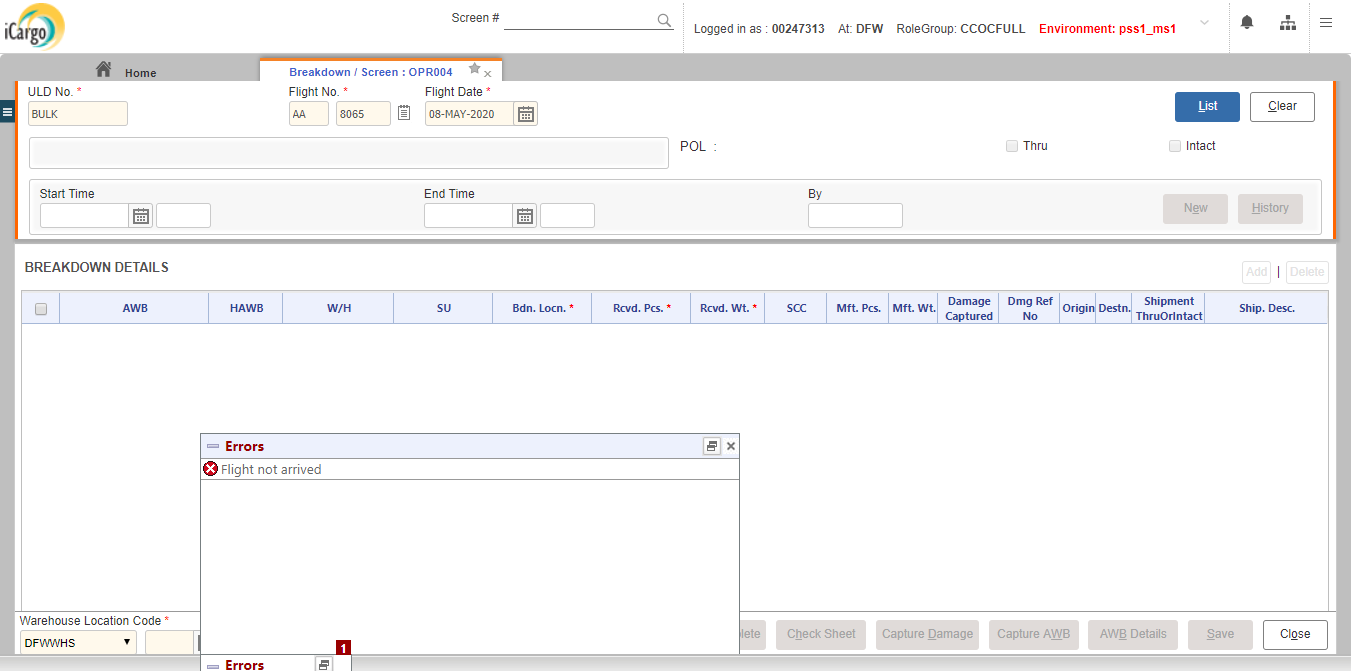 iCargo
Screen #
Logged in as : 00247313 At: DFW RoleGroup: CCOCFULL Environment: pss1_ms1
Home
Breakdown / Screen : OPR004
ULD No. *
Flight No. *
Flight Date *
BULK
AA
8065
08-MAY-2020
List
Clear
POL :
Thru
Intact
Start Time
End Time
By
New
History
BREAKDOWN DETAILS
Add | Delete
AWB
HAWB
W/H
SU
Bdn. Locn. *
Rcvd. Pcs. *
Rcvd. Wt. *
SCC
Mft. Pcs.
Mft. Wt.
Damage
Captured
Dmg Ref
No
Origin
Destn.
Shipment
ThruOrIntact
Ship. Desc.
Errors
Flight not arrived
Warehouse Location Code *
DFWWHS
1
Errors
lete
Check Sheet
Capture Damage
Capture AWB
AWB Details
Save
Close